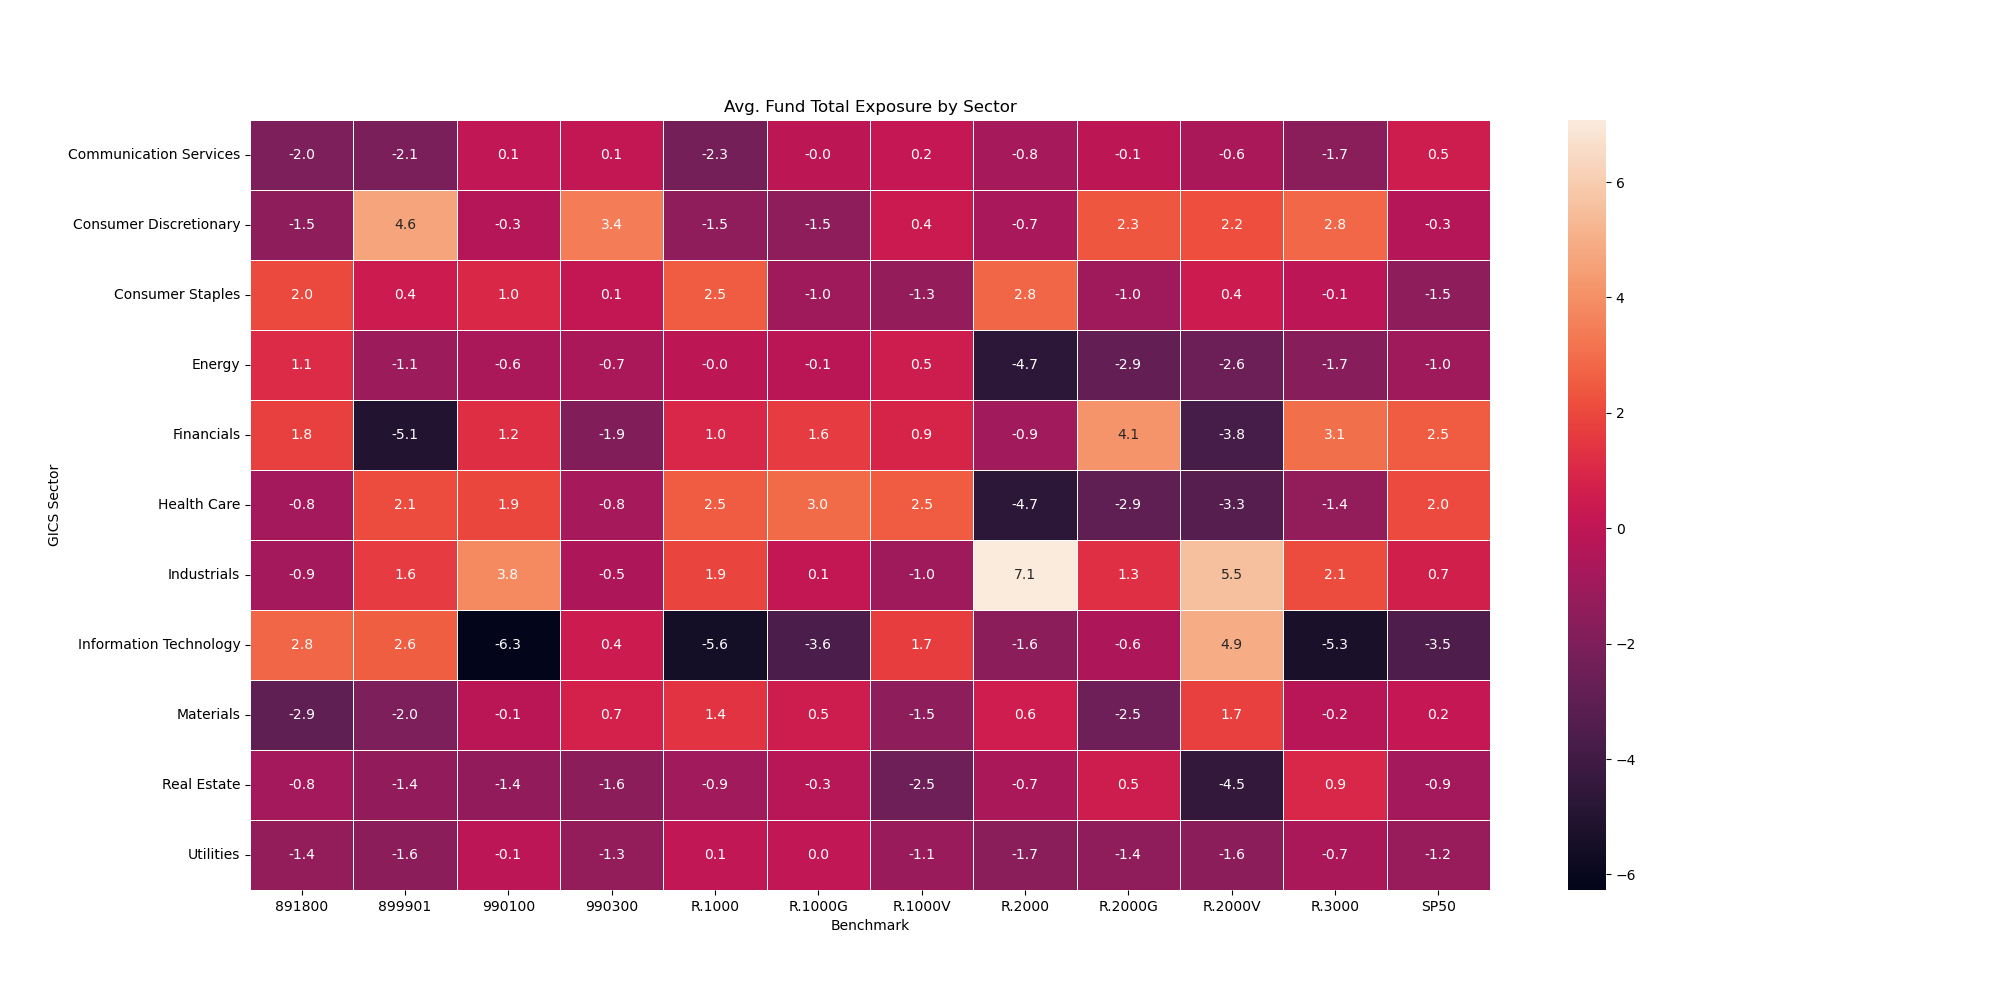 Avg. Fund Total Exposure by Sector
Communication Services -2.0 -2.1 0.1 0.1 -2.3 -0.0 0.2 -0.8 -0.1 -0.6 -1.7 0.5
6
Consumer Discretionary -1.5 4.6 -0.3 3.4 -1.5 -1.5 0.4 -0.7 2.3 2.2 2.8 -0.3
Consumer Staples 2.0 0.4 1.0 0.1 2.5 -1.0 -1.3 2.8 -1.0 0.4 -0.1 -1.5
4
Energy 1.1 -1.1 -0.6 -0.7 -0.0 -0.1 0.5 -4.7 -2.9 -2.6 -1.7 -1.0
2
Financials 1.8 -5.1 1.2 -1.9 1.0 1.6 0.9 -0.9 4.1 -3.8 3.1 2.5
GICS Sector
Health Care -0.8 2.1 1.9 -0.8 2.5 3.0 2.5 -4.7 -2.9 -3.3 -1.4 2.0
0
Industrials -0.9 1.6 3.8 -0.5 1.9 0.1 -1.0 7.1 1.3 5.5 2.1 0.7
Information Technology 2.8 2.6 -6.3 0.4 -5.6 -3.6 1.7 -1.6 -0.6 4.9 -5.3 -3.5
−2
Materials -2.9 -2.0 -0.1 0.7 1.4 0.5 -1.5 0.6 -2.5 1.7 -0.2 0.2
−4
Real Estate -0.8 -1.4 -1.4 -1.6 -0.9 -0.3 -2.5 -0.7 0.5 -4.5 0.9 -0.9
Utilities -1.4 -1.6 -0.1 -1.3 0.1 0.0 -1.1 -1.7 -1.4 -1.6 -0.7 -1.2
−6
891800 899901 990100 990300 R.1000 R.1000G R.1000V R.2000 R.2000G R.2000V R.3000 SP50
Benchmark